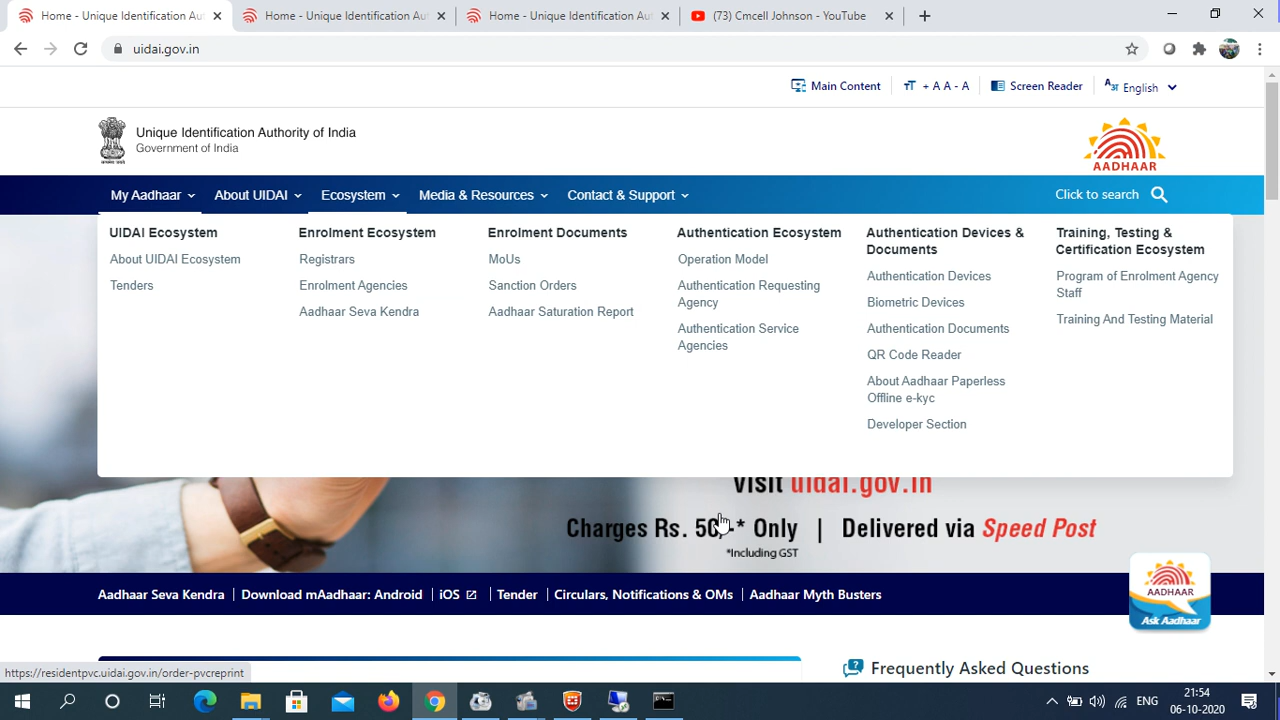 Home - Unique Identification Aut
Home - Unique Identification Aut
Home - Unique Identification Aut
(73) Cmcell Johnson - YouTube
uidai.gov.in
Main Content
+ A A - A
Screen Reader
English
Unique Identification Authority of India
Government of India
AADHAAR
My Aadhaar
About UIDAI
Ecosystem
Media & Resources
Contact & Support
Click to search
UIDAI Ecosystem
About UIDAI Ecosystem
Tenders
Enrolment Ecosystem
Registrars
Enrolment Agencies
Aadhaar Seva Kendra
Enrolment Documents
MoUs
Sanction Orders
Aadhaar Saturation Report
Authentication Ecosystem
Operation Model
Authentication Requesting
Agency
Authentication Service
Agencies
Authentication Devices &
Documents
Authentication Devices
Biometric Devices
Authentication Documents
QR Code Reader
About Aadhaar Paperless
Offline e-kyc
Developer Section
Training, Testing &
Certification Ecosystem
Program of Enrolment Agency
Staff
Training And Testing Material
visit uidai.gov.in
Charges Rs. 50/-* Only | Delivered via Speed Post
*Including GST
Aadhaar Seva Kendra
Download mAadhaar: Android
iOS
Tender
Circulars, Notifications & OMs
Aadhaar Myth Busters
AADHAAR
Ask Aadhaar
https://residentpvc.uidai.gov.in/order-pvcreprint
Frequently Asked Questions
ENG
21:54
06-10-2020